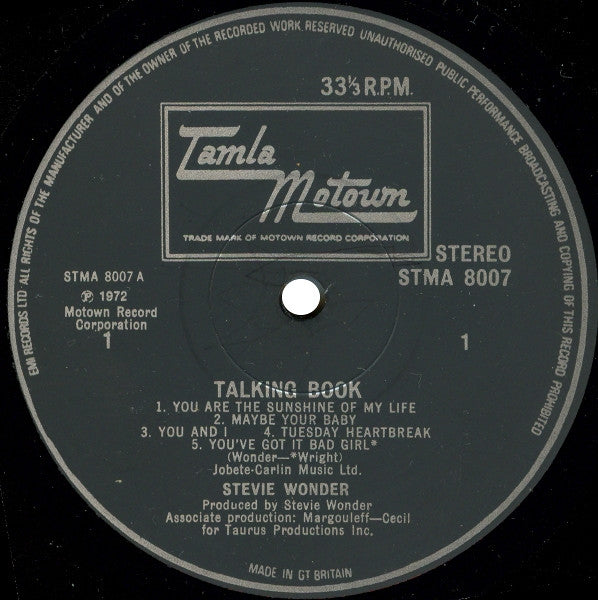 EMI RECORDS LTD ALL RIGHTS OF THE MANUFACTURER AND OF THE OWNER OF THE RECORDED WORK RESERVED UNAUTHORISED PUBLIC PERFORMANCE BROADCASTING AND COPYING OF THIS RECORD PROHIBITED
33⅓ R.P.M.
Tamla
Motown
TRADE MARK OF MOTOWN RECORD CORPORATION
STEREO
STMA 8007
STMA 8007 A
Ⓟ 1972
Motown Record
Corporation
1
1
TALKING BOOK
1. YOU ARE THE SUNSHINE OF MY LIFE
2. MAYBE YOUR BABY
3. YOU AND I 4. TUESDAY HEARTBREAK
5. YOU'VE GOT IT BAD GIRL*
(Wonder—*Wright)
Jobete-Carlin Music Ltd.
STEVIE WONDER
Produced by Stevie Wonder
Associate production: Margouleff—Cecil
for Taurus Productions Inc.
MADE IN GT BRITAIN